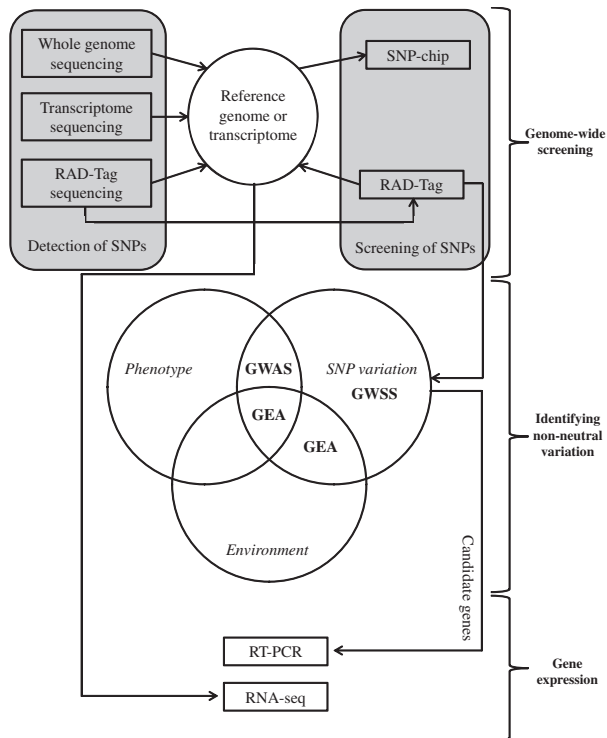 Whole genome
sequencing
Transcriptome
sequencing
RAD-Tag
sequencing
Detection of SNPs
Reference
genome or
transcriptome
SNP-chip
RAD-Tag
Screening of SNPs
Genome-wide
screening
Phenotype
GWAS
SNP variation
GWSS
GEA
GEA
Environment
Identifying
non-neutral
variation
Candidate genes
RT-PCR
RNA-seq
Gene
expression